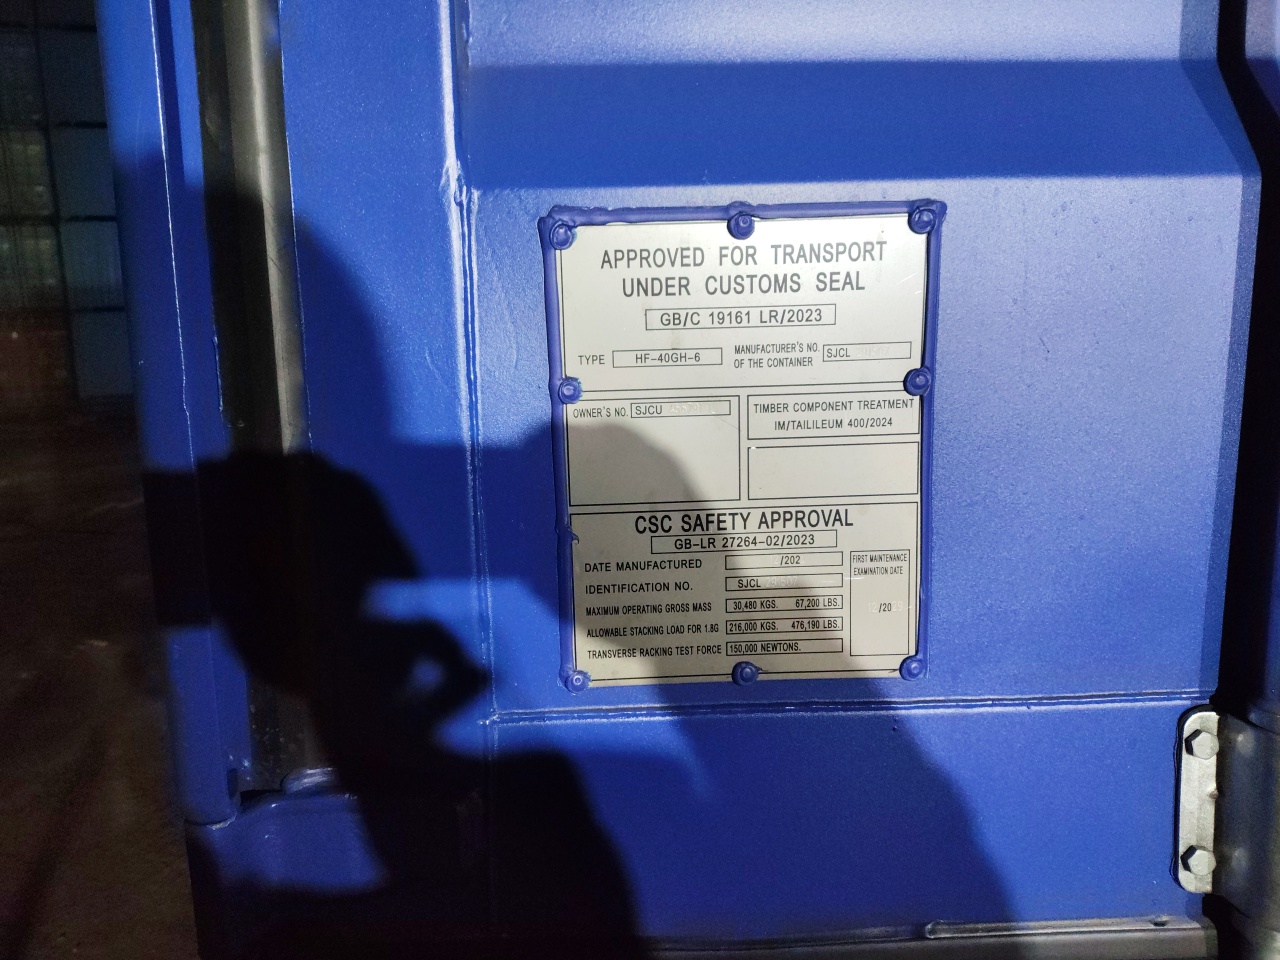 APPROVED FOR TRANSPORT
UNDER CUSTOMS SEAL
GB/C 19161 LR/2023
TYPE HF-40GH-6 MANUFACTURER'S NO. OF THE CONTAINER SJCL
OWNER'S NO. SJCU
TIMBER COMPONENT TREATMENT
IM/TAILILEUM 400/2024
CSC SAFETY APPROVAL
GB-LR 27264-02/2023
DATE MANUFACTURED /202
IDENTIFICATION NO. SJCL
MAXIMUM OPERATING GROSS MASS 30,480 KGS. 67,200 LBS.
ALLOWABLE STACKING LOAD FOR 1.8G 216,000 KGS. 476,190 LBS.
TRANSVERSE RACKING TEST FORCE 150,000 NEWTONS.
FIRST MAINTENANCE
EXAMINATION DATE
/20